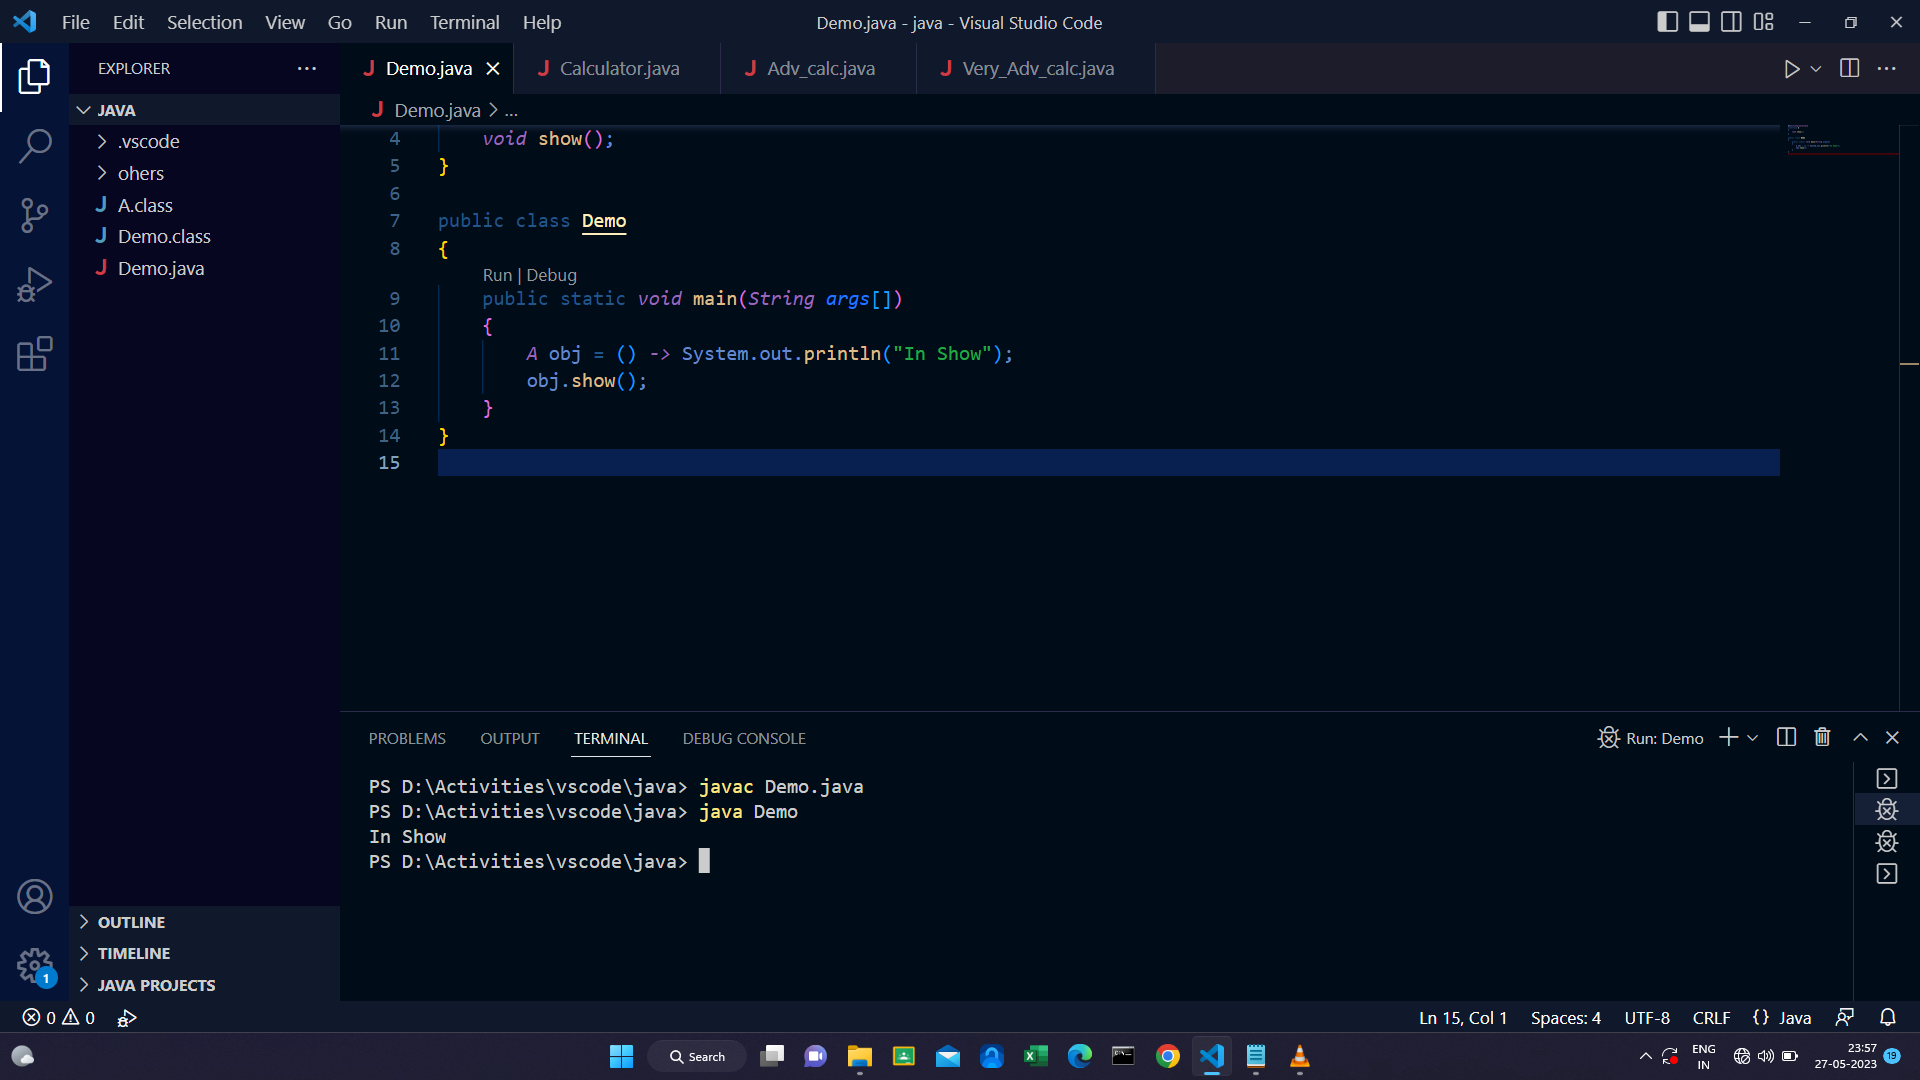 File Edit Selection View Go Run Terminal Help
Demo.java - java - Visual Studio Code
EXPLORER
Demo.java
Calculator.java
Adv_calc.java
Very_Adv_calc.java
JAVA
Demo.java > ...
.vscode
ohers
A.class
Demo.class
Demo.java
4 void show();
5 }
6
7 public class Demo
8 {
Run | Debug
9 public static void main(String args[])
10 {
11 A obj = () -> System.out.println("In Show");
12 obj.show();
13 }
14 }
15
PROBLEMS OUTPUT TERMINAL DEBUG CONSOLE
Run: Demo
PS D:\Activities\vscode\java> javac Demo.java
PS D:\Activities\vscode\java> java Demo
In Show
PS D:\Activities\vscode\java>
OUTLINE
TIMELINE
JAVA PROJECTS
1
0 0
Ln 15, Col 1 Spaces: 4 UTF-8 CRLF {} Java
Search
ENG
IN
23:57
27-05-2023
19